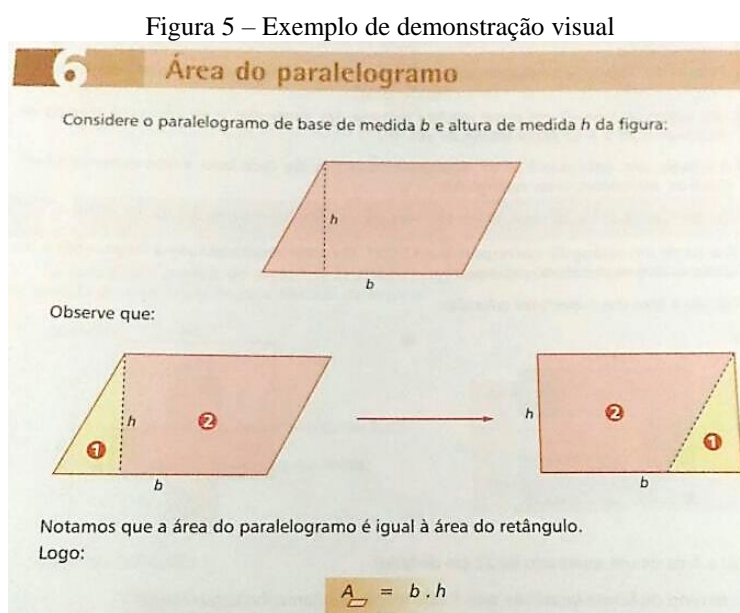 Figura 5 – Exemplo de demonstração visual
6 Área do paralelogramo
Considere o paralelogramo de base de medida b e altura de medida h da figura:
h
b
Observe que:
1 h 2
b
h 2 1
b
Notamos que a área do paralelogramo é igual à área do retângulo.
Logo:
A▱ = b . h